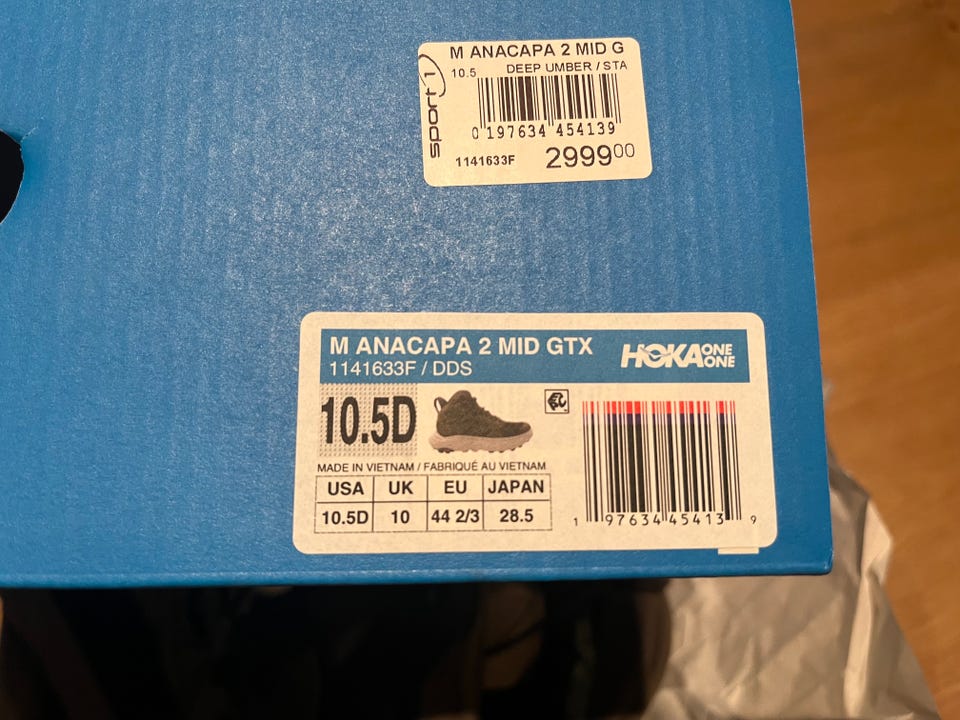 M ANACAPA 2 MID G
10.5 DEEP UMBER / STA
sport 1
0 197634 454139
1141633F 299900
M ANACAPA 2 MID GTX
1141633F / DDS
HOKA ONE ONE
10.5D
MADE IN VIETNAM / FABRIQUÉ AU VIETNAM
USA UK EU JAPAN
10.5D 10 44 2/3 28.5
1 97634 45413 9